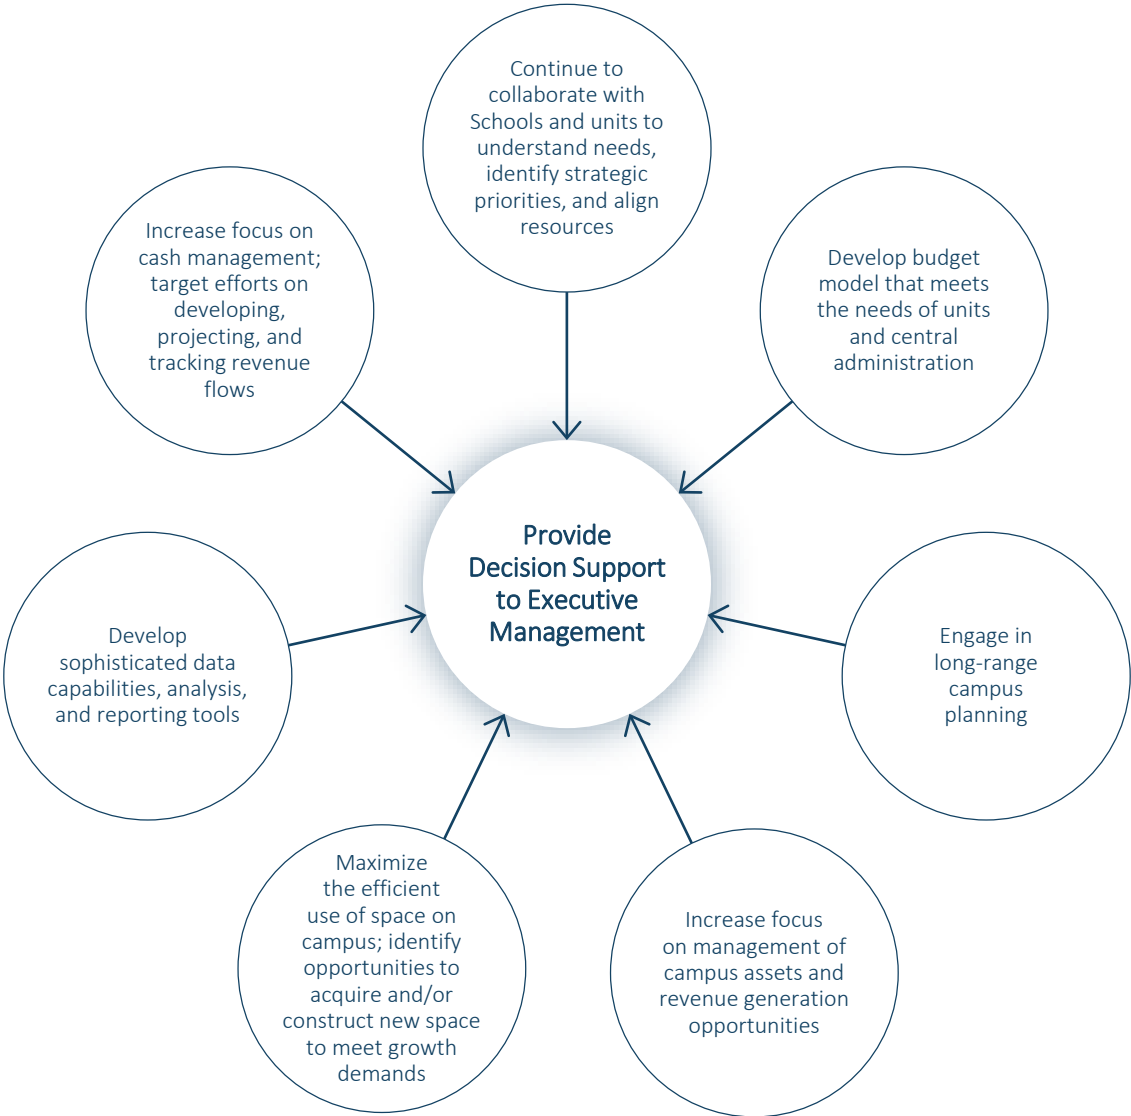 Continue to
collaborate with
Schools and units to
understand needs,
identify strategic
priorities, and align
resources
Increase focus on
cash management;
target efforts on
developing,
projecting, and
tracking revenue
flows
Develop budget
model that meets
the needs of units
and central
administration
Provide
Decision Support
to Executive
Management
Develop
sophisticated data
capabilities, analysis,
and reporting tools
Engage in
long-range
campus
planning
Maximize
the efficient
use of space on
campus; identify
opportunities to
acquire and/or
construct new space
to meet growth
demands
Increase focus
on management of
campus assets and
revenue generation
opportunities